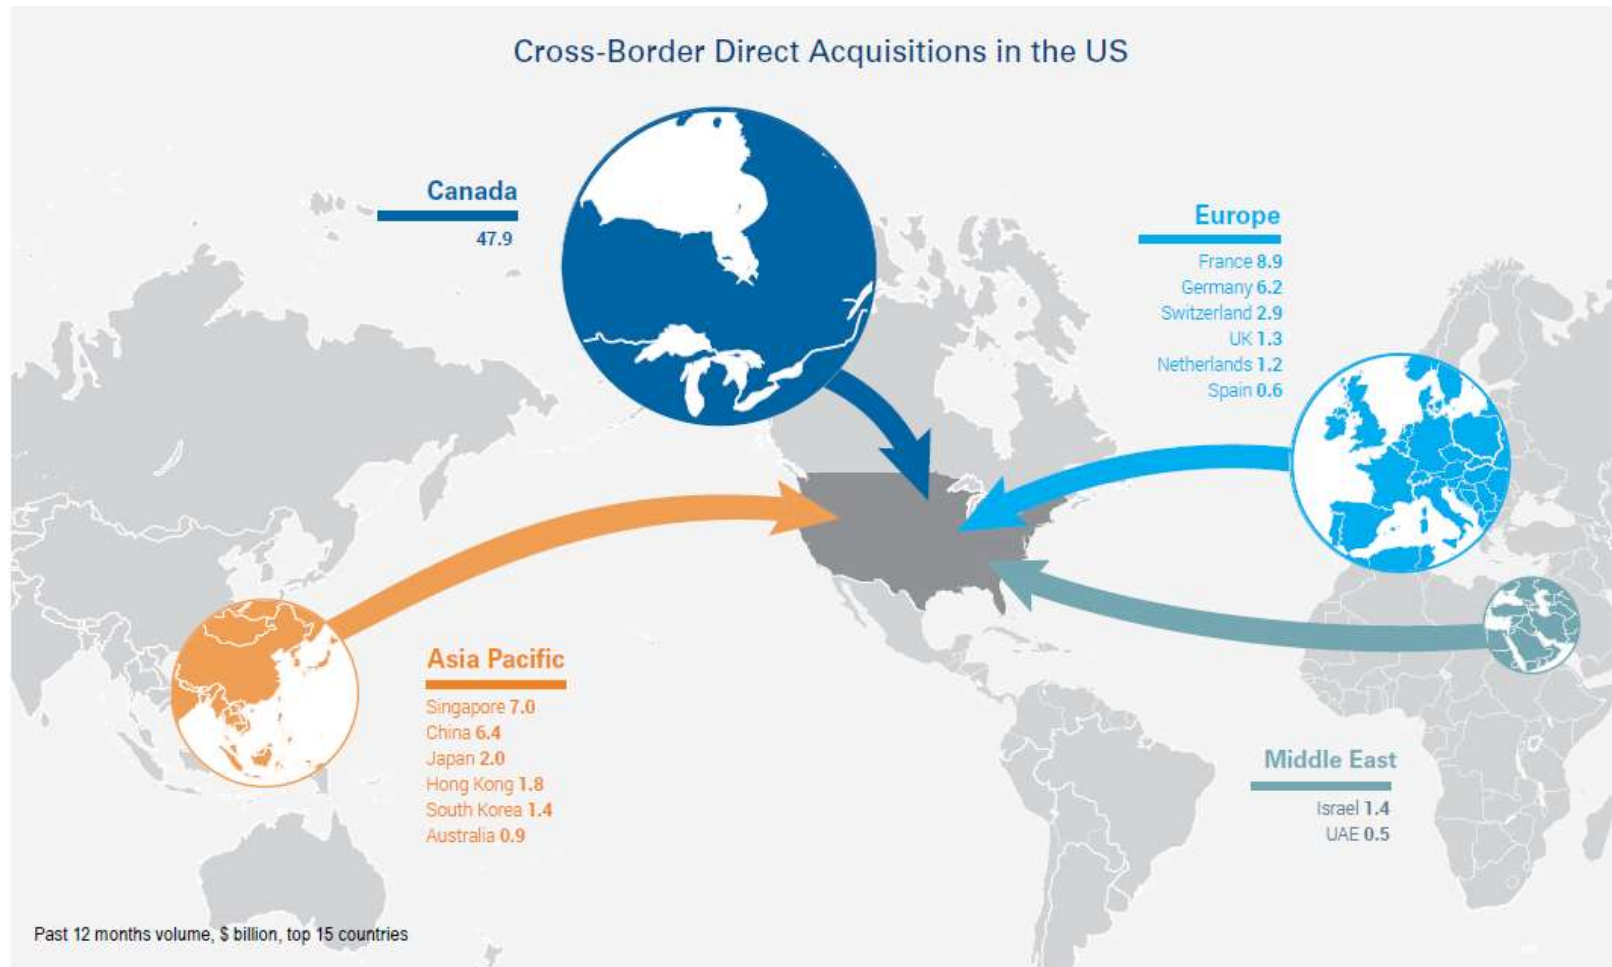 Cross-Border Direct Acquisitions in the US
Canada
47.9
Europe
France 8.9
Germany 6.2
Switzerland 2.9
UK 1.3
Netherlands 1.2
Spain 0.6
Asia Pacific
Singapore 7.0
China 6.4
Japan 2.0
Hong Kong 1.8
South Korea 1.4
Australia 0.9
Middle East
Israel 1.4
UAE 0.5
Past 12 months volume, $ billion, top 15 countries